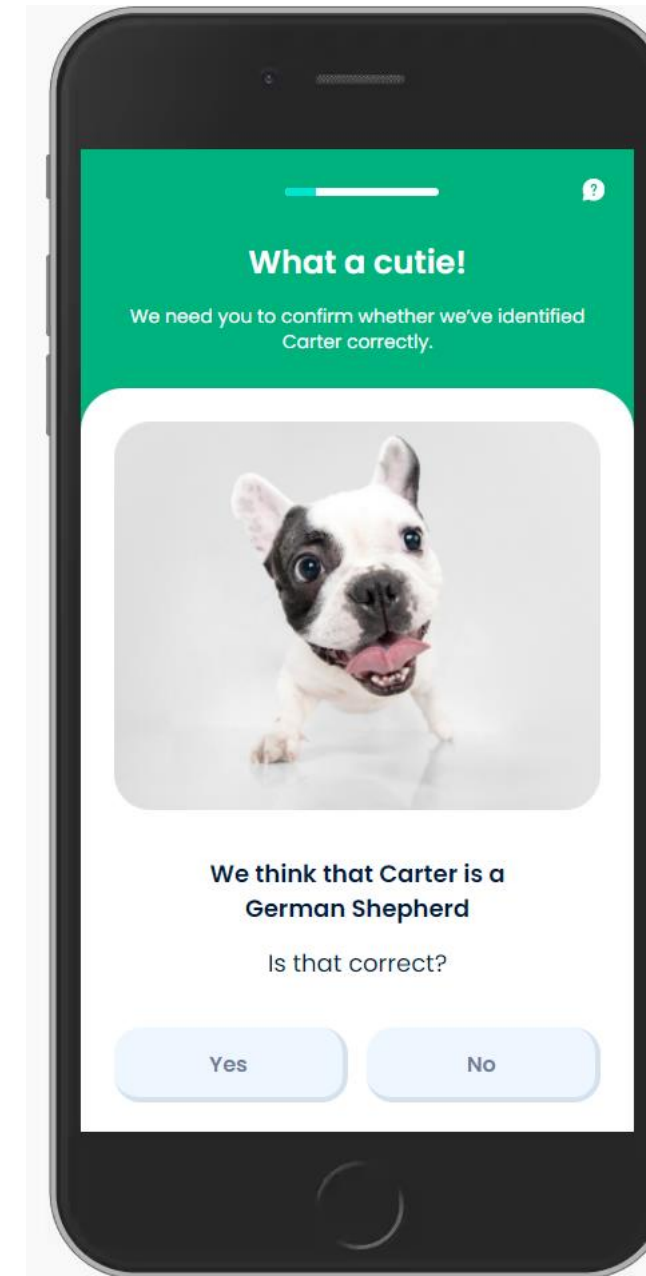 What a cutie!
We need you to confirm whether we've identified
Carter correctly.
We think that Carter is a
German Shepherd
Is that correct?
Yes
No